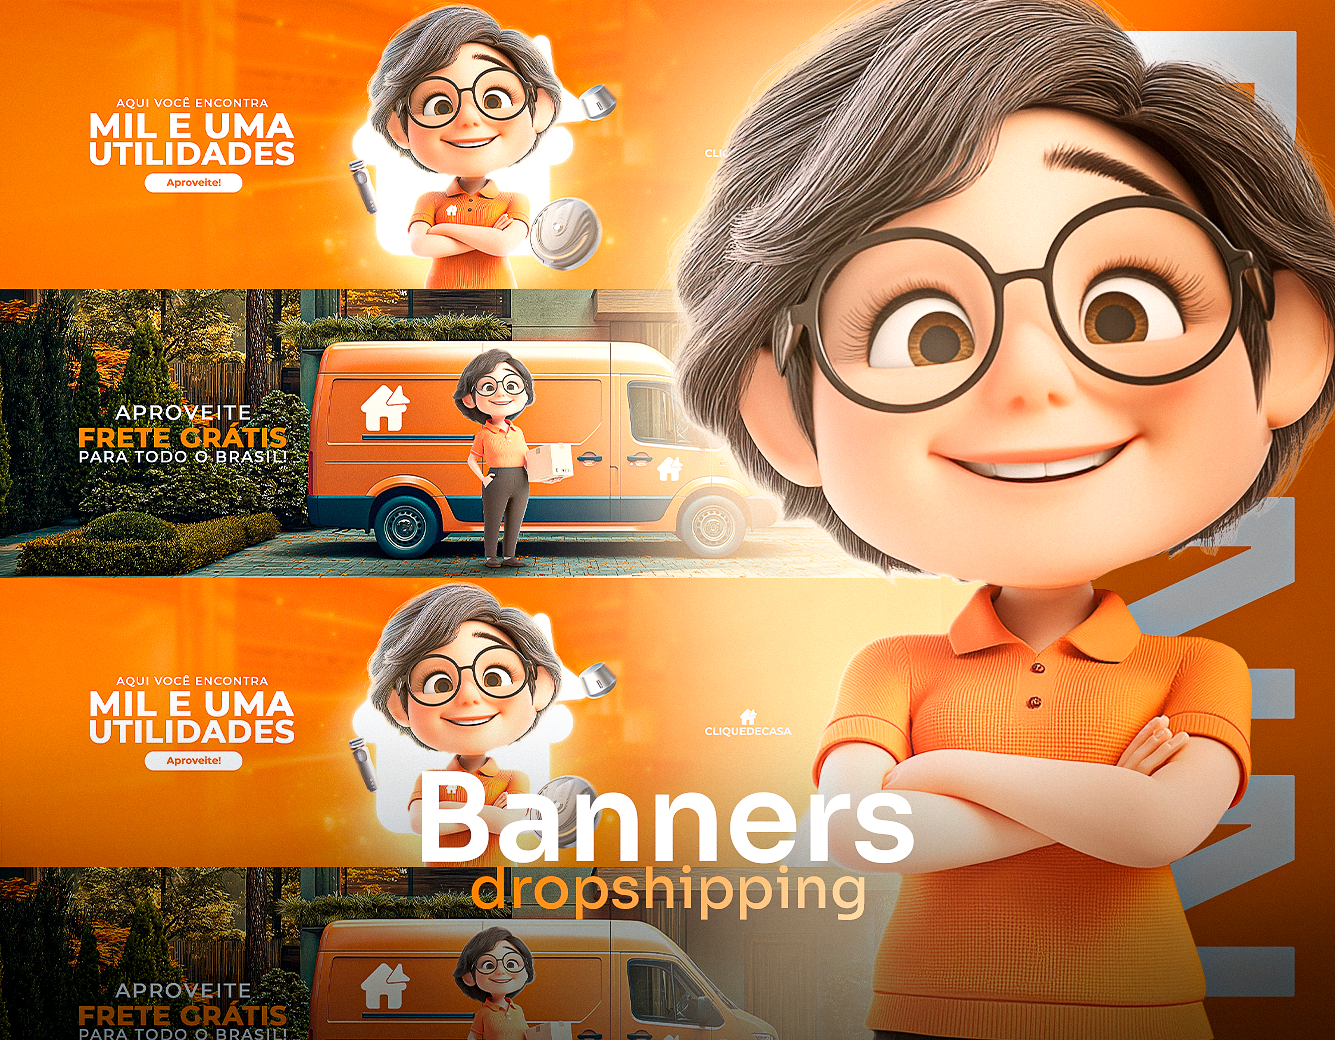 AQUI VOCÊ ENCONTRA
MIL E UMA
UTILIDADES
Aproveite!
APROVEITE
FRETE GRÁTIS
PARA TODO O BRASIL!
AQUI VOCÊ ENCONTRA
MIL E UMA
UTILIDADES
Aproveite!
CLIQUEDECASA
Banners
dropshipping
APROVEITE
FRETE GRÁTIS
PARA TODO O BRASIL!